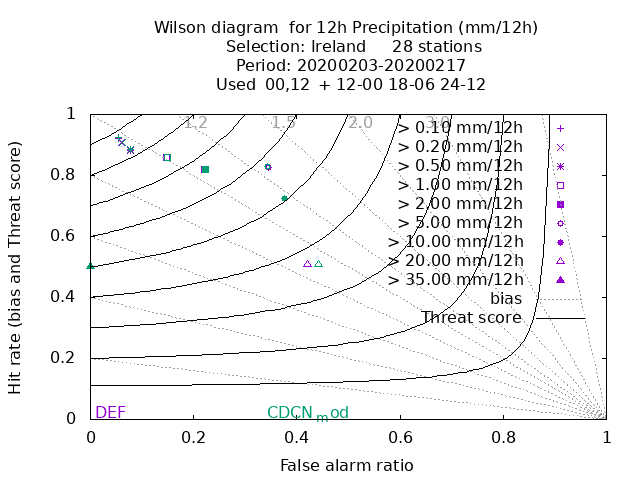 Wilson diagram  for 12h Precipitation (mm/12h)
Selection: Ireland     28 stations
Period: 20200203-20200217
Used  00,12  + 12-00 18-06 24-12
Hit rate (bias and Threat score)
1
0.8
0.6
0.4
0.2
0
1.2
1.5
2.0
3.0
> 0.10 mm/12h
> 0.20 mm/12h
> 0.50 mm/12h
> 1.00 mm/12h
> 2.00 mm/12h
> 5.00 mm/12h
> 10.00 mm/12h
> 20.00 mm/12h
> 35.00 mm/12h
bias
Threat score
DEF
CDCNmod
0
0.2
0.4
0.6
0.8
1
False alarm ratio